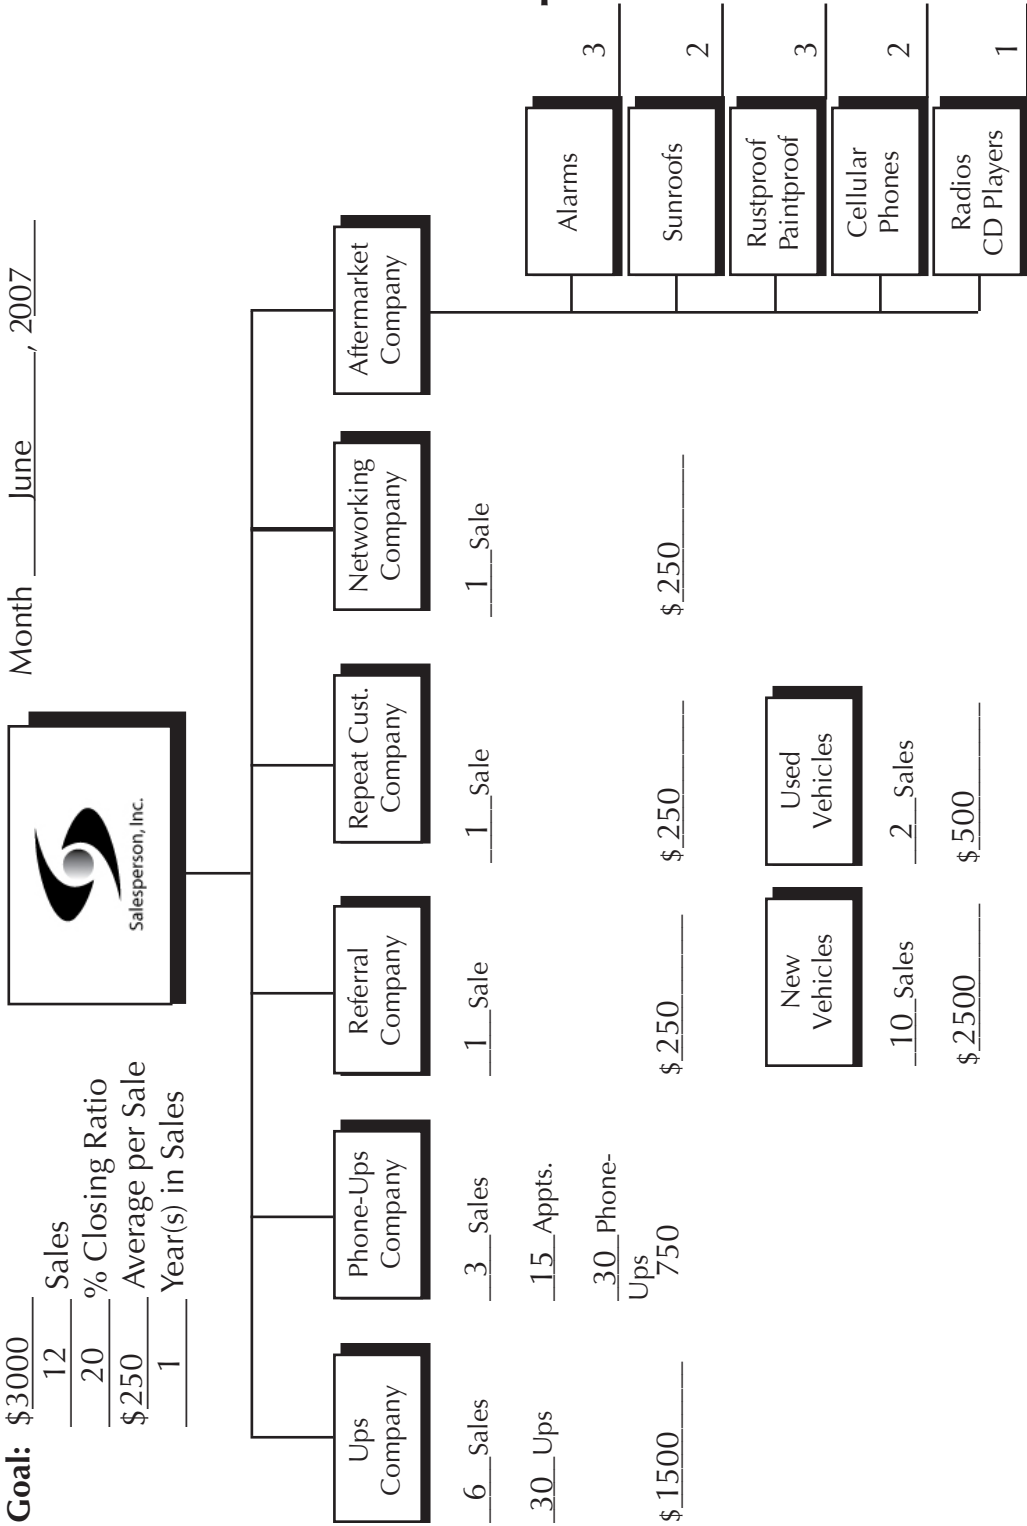 Goal: $3000
12 Sales
20 % Closing Ratio
$250 Average per Sale
1 Year(s) in Sales
Salesperson, Inc.
Month June , 2007
Ups
Company
6 Sales
30 Ups
$ 1500
Phone-Ups
Company
3 Sales
15 Appts.
30 Phone-
Ups
750
Referral
Company
1 Sale
$ 250
Repeat Cust.
Company
1 Sale
$ 250
Networking
Company
1 Sale
$ 250
Aftermarket
Company
Alarms 3
Sunroofs 2
Rustproof
Paintproof 3
Cellular
Phones 2
Radios
CD Players 1
New
Vehicles
10 Sales
$ 2500
Used
Vehicles
2 Sales
$ 500